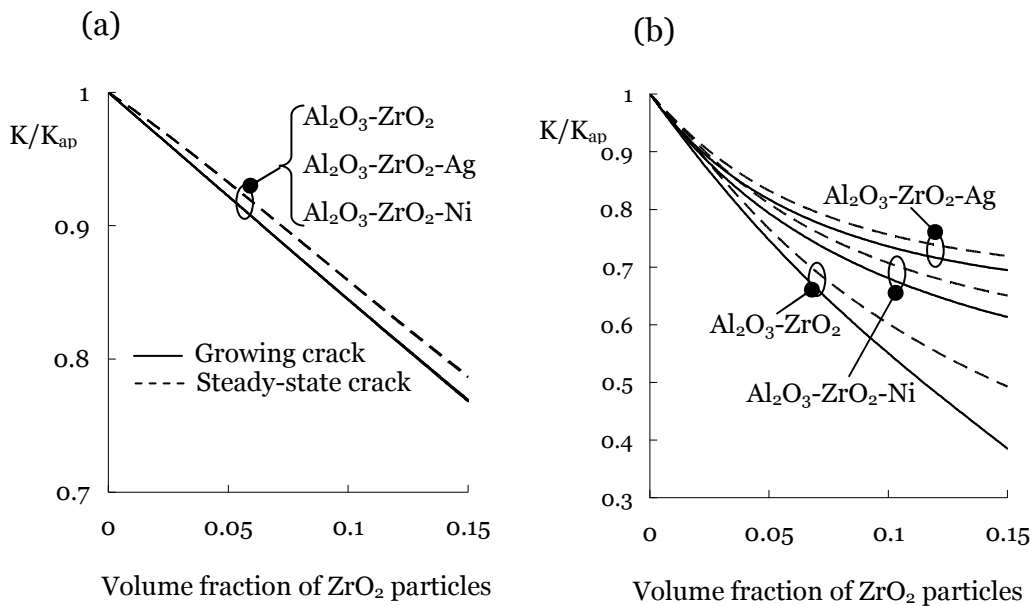 (a)
1
K/Kap
0.9
0.8
0.7
Al₂O₃-ZrO₂
Al₂O₃-ZrO₂-Ag
Al₂O₃-ZrO₂-Ni
Growing crack
Steady-state crack
0 0.05 0.1 0.15
Volume fraction of ZrO₂ particles
(b)
1
K/Kap
0.9
0.8
0.7
0.6
0.5
0.4
0.3
Al₂O₃-ZrO₂-Ag
Al₂O₃-ZrO₂
Al₂O₃-ZrO₂-Ni
0 0.05 0.1 0.15
Volume fraction of ZrO₂ particles